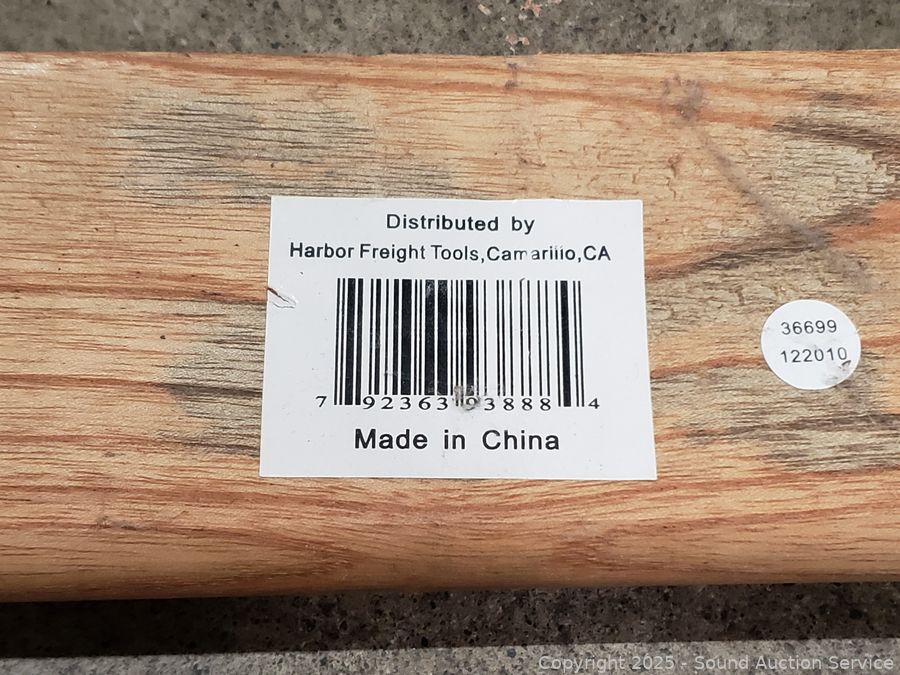 Distributed by
Harbor Freight Tools,Camarillo,CA
7 92363 93888 4
Made in China
36699
122010
Copyright 2025 - Sound Auction Service